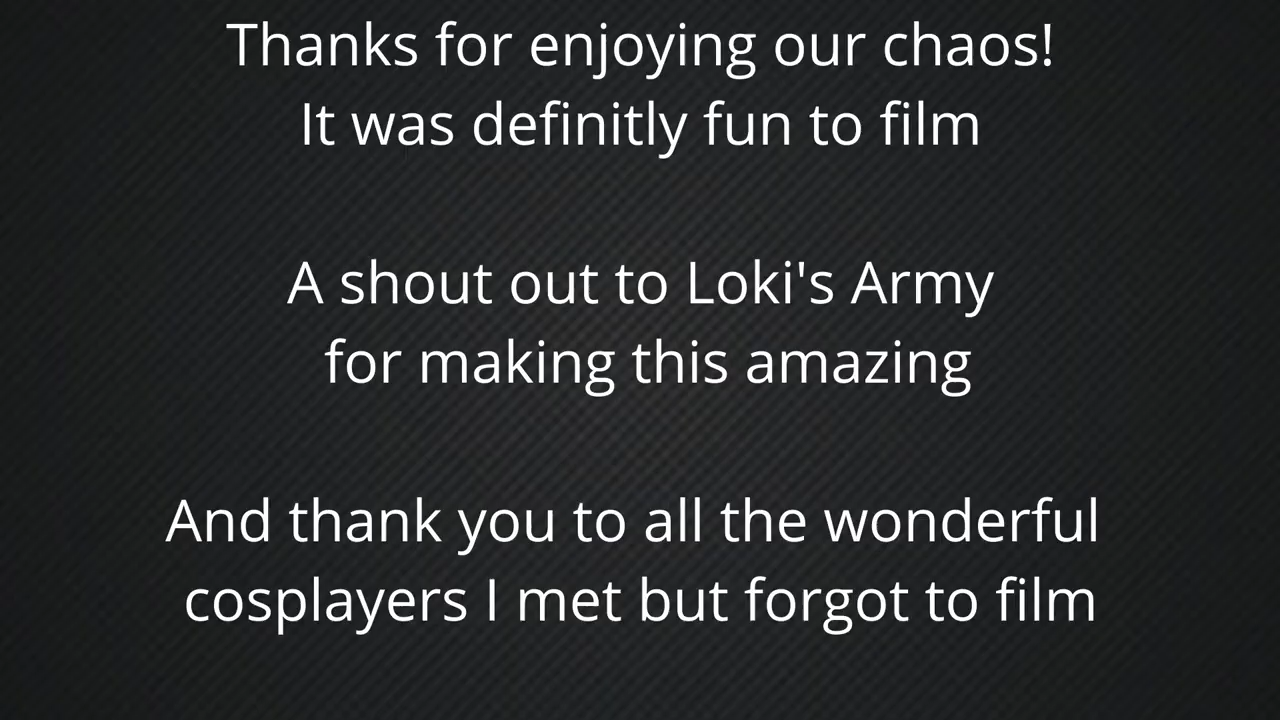 Thanks for enjoying our chaos!
It was definitly fun to film
A shout out to Loki's Army
for making this amazing
And thank you to all the wonderful
cosplayers I met but forgot to film